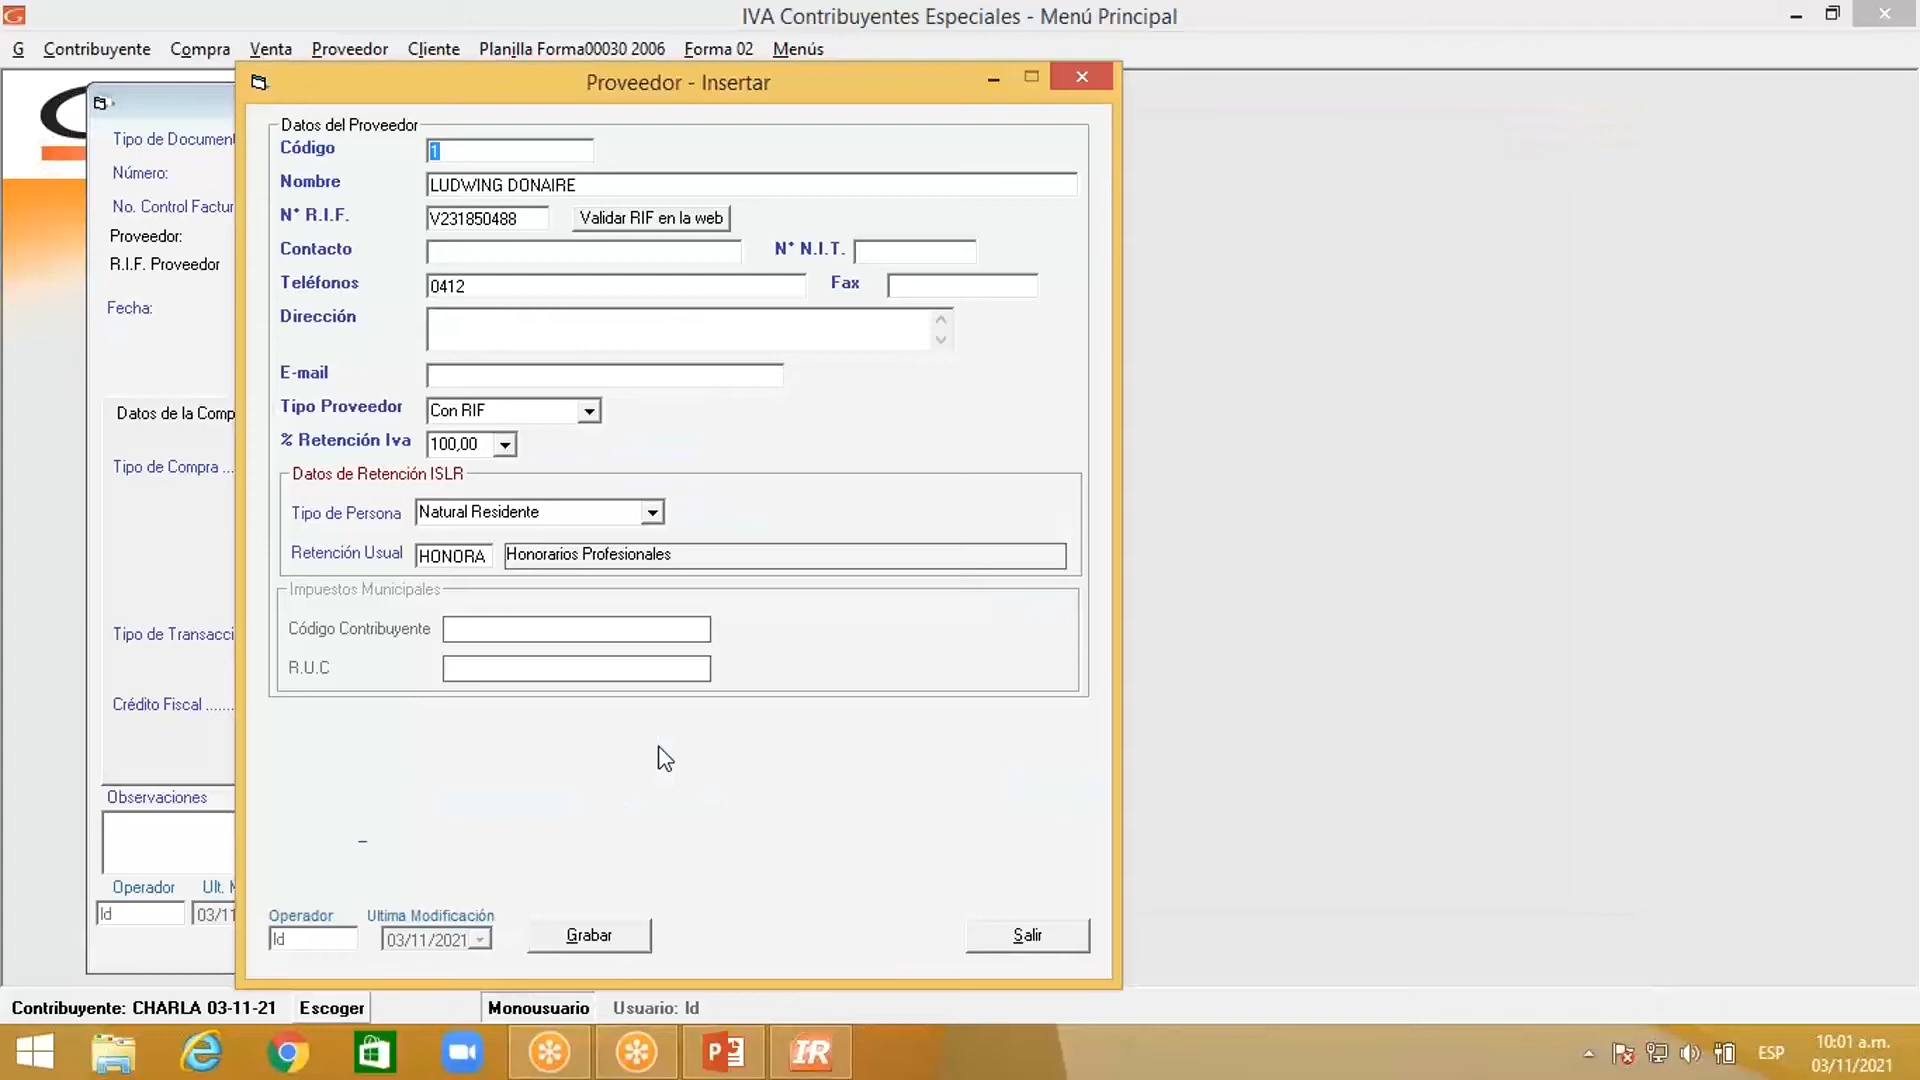 IVA Contribuyentes Especiales - Menú Principal
G Contribuyente Compra Venta Proveedor Cliente Planilla Forma00030 2006 Forma 02 Menús
Proveedor - Insertar
Tipo de Document
Número:
No. Control Factur
Proveedor:
R.I.F. Proveedor
Fecha:
Datos de la Comp
Tipo de Compra ...
Tipo de Transacci
Crédito Fiscal .......
Observaciones
Operador Ult. M
ld 03/11
Datos del Proveedor
Código 1
Nombre LUDWING DONAIRE
N° R.I.F. V231850488 Validar RIF en la web
Contacto N° N.I.T.
Teléfonos 0412 Fax
Dirección
E-mail
Tipo Proveedor Con RIF
% Retención Iva 100,00
Datos de Retención ISLR
Tipo de Persona Natural Residente
Retención Usual HONORA Honorarios Profesionales
Impuestos Municipales
Código Contribuyente
R.U.C
Operador Ultima Modificación
ld 03/11/2021 Grabar Salir
Contribuyente: CHARLA 03-11-21 Escoger Monousuario Usuario: ld
ESP 10:01 a.m.
03/11/2021